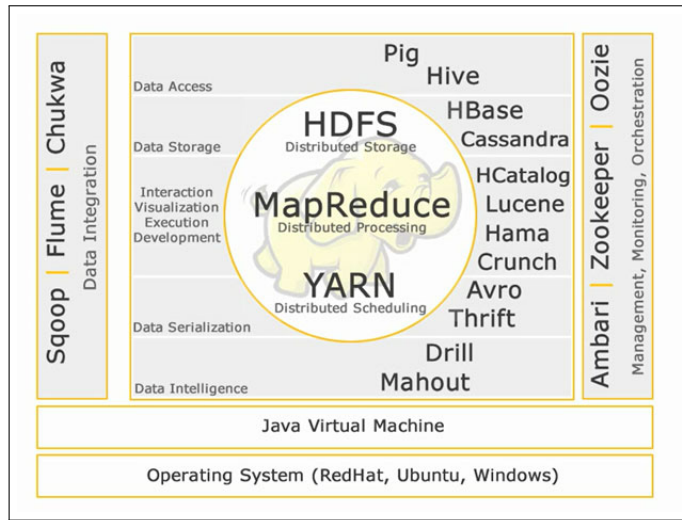 Sqoop | Flume | Chukwa
Data Integration
Pig
Hive
Data Access
HDFS
Distributed Storage
HBase
Cassandra
Data Storage
Interaction
Visualization
Execution
Development
MapReduce
Distributed Processing
HCatalog
Lucene
Hama
Crunch
YARN
Distributed Scheduling
Avro
Thrift
Data Serialization
Drill
Mahout
Data Intelligence
Ambari | Zookeeper | Oozie
Management, Monitoring, Orchestration
Java Virtual Machine
Operating System (RedHat, Ubuntu, Windows)